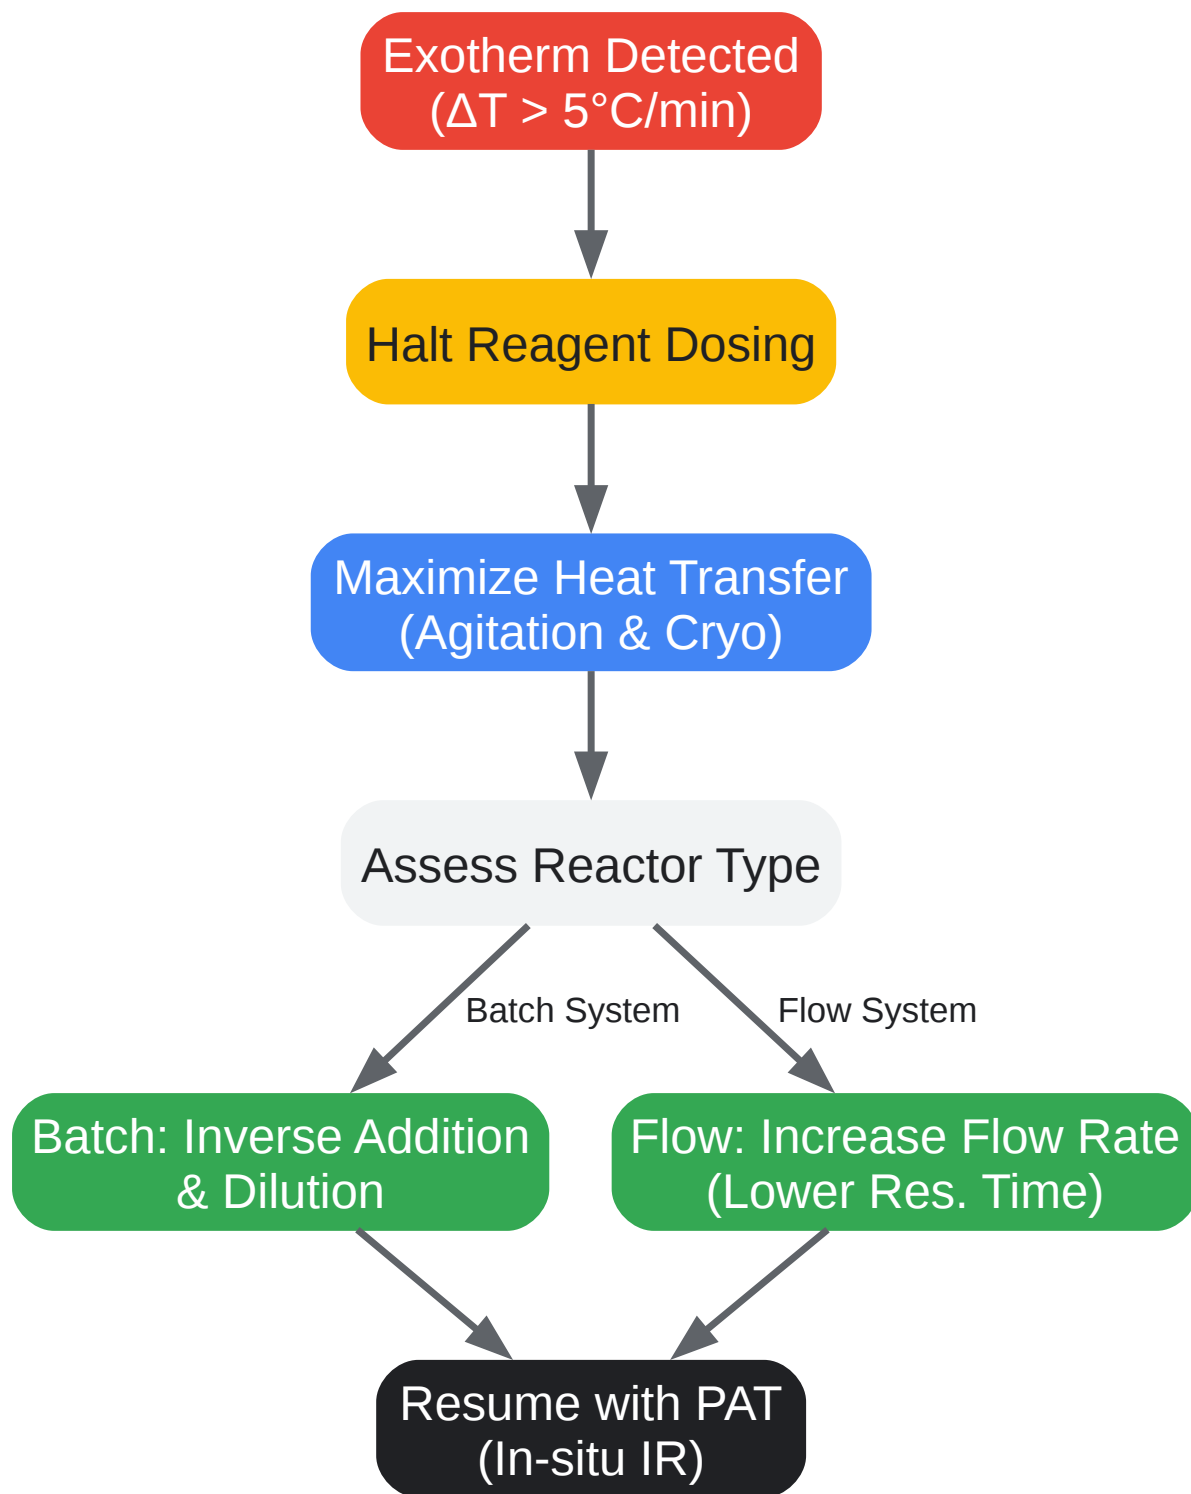 Exotherm Detected
(ΔT > 5°C/min)
Halt Reagent Dosing
Maximize Heat Transfer
(Agitation & Cryo)
Assess Reactor Type
Batch System
Flow System
Batch: Inverse Addition
& Dilution
Flow: Increase Flow Rate
(Lower Res. Time)
Resume with PAT
(In-situ IR)